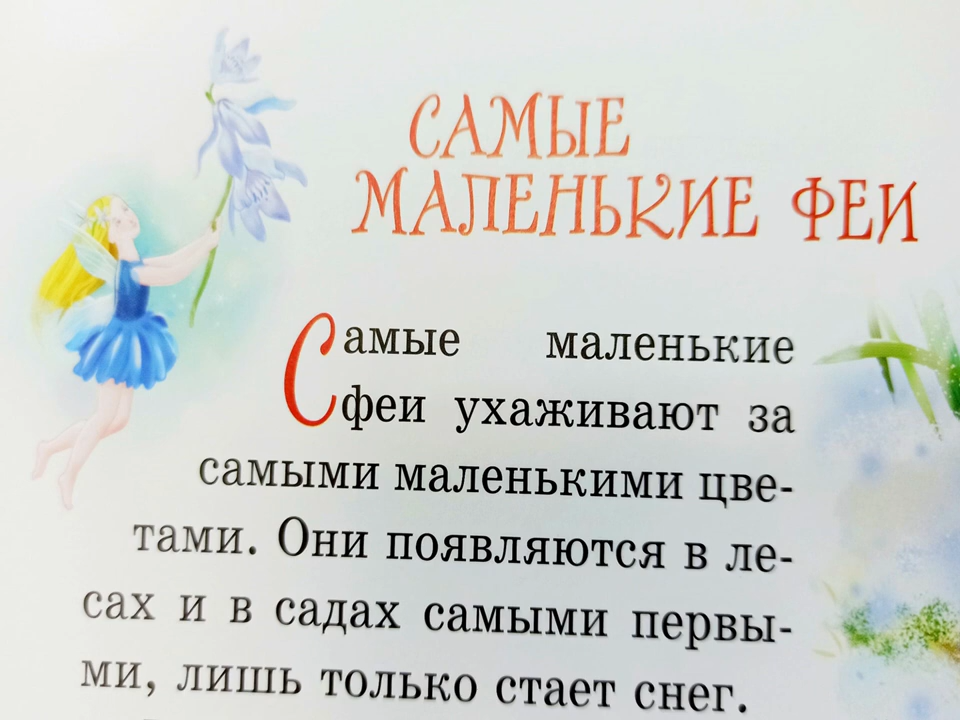 САМЫЕ
МАЛЕНЬКИЕ ФЕИ
Самые маленькие
феи ухаживают за
самыми маленькими цве-
тами. Они появляются в ле-
сах и в садах самыми первы-
ми, лишь только стает снег.